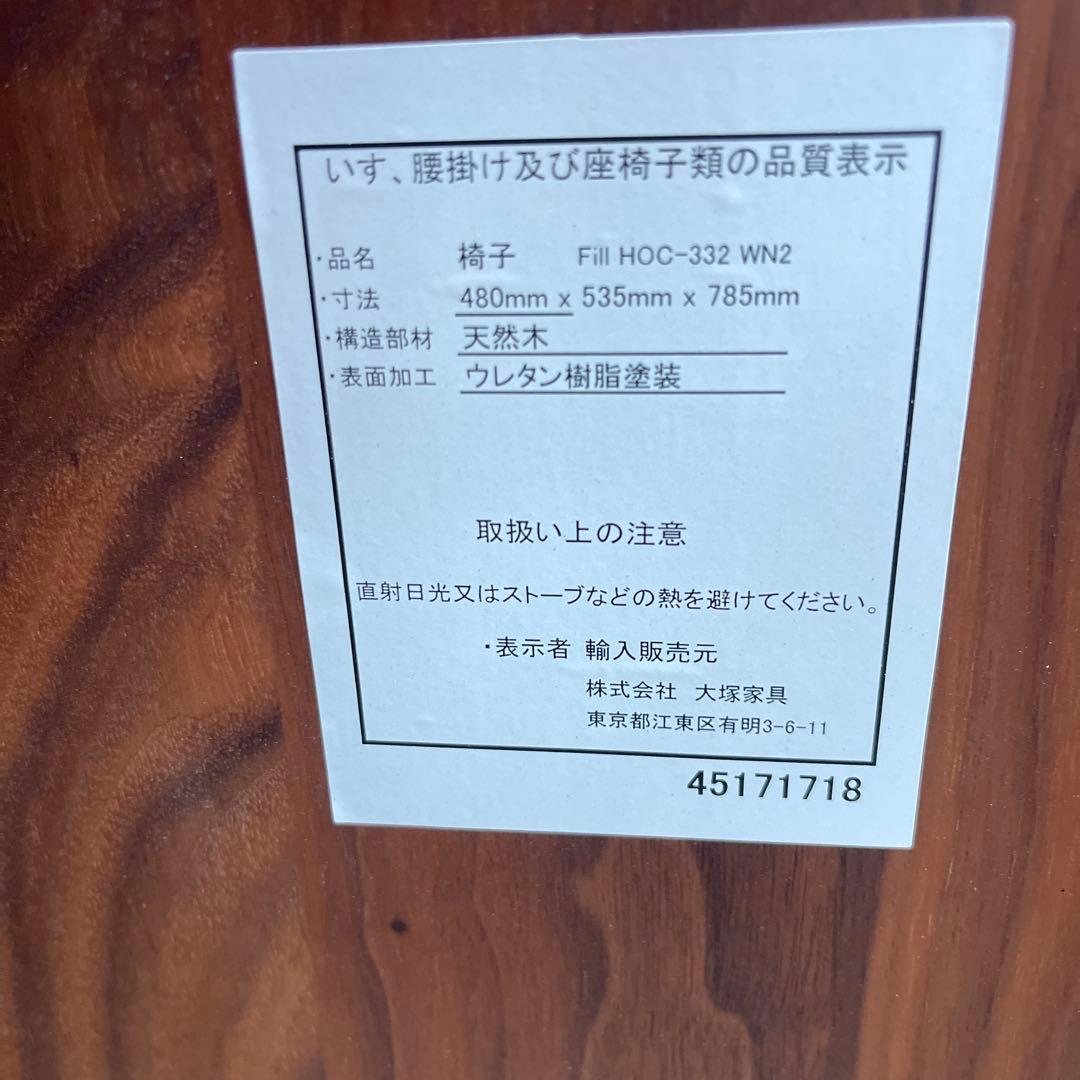 いす、腰掛け及び座椅子類の品質表示
・品名 椅子 Fill HOC-332 WN2
・寸法 480mm x 535mm x 785mm
・構造部材 天然木
・表面加工 ウレタン樹脂塗装
取扱い上の注意
直射日光又はストーブなどの熱を避けてください。
・表示者 輸入販売元
株式会社 大塚家具
東京都江東区有明3-6-11
45171718